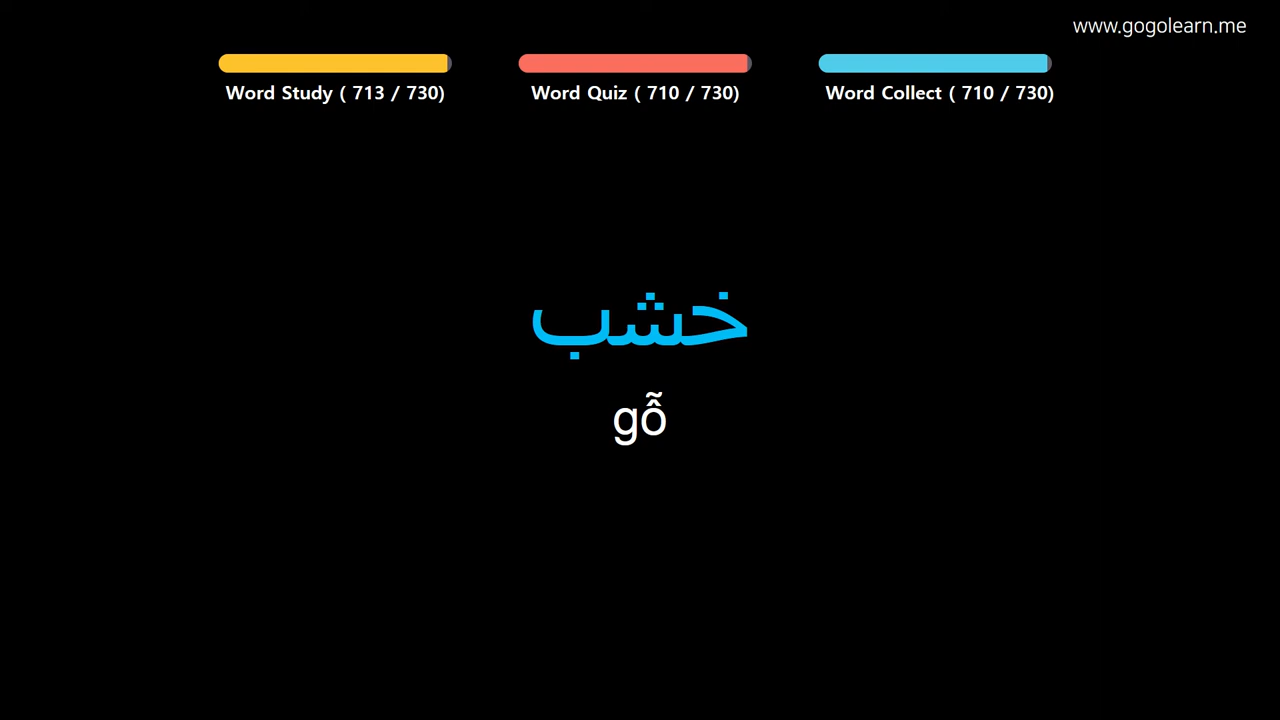 www.gogolearn.me
Word Study ( 713 / 730)
Word Quiz ( 710 / 730)
Word Collect ( 710 / 730)
خشب
gỗ